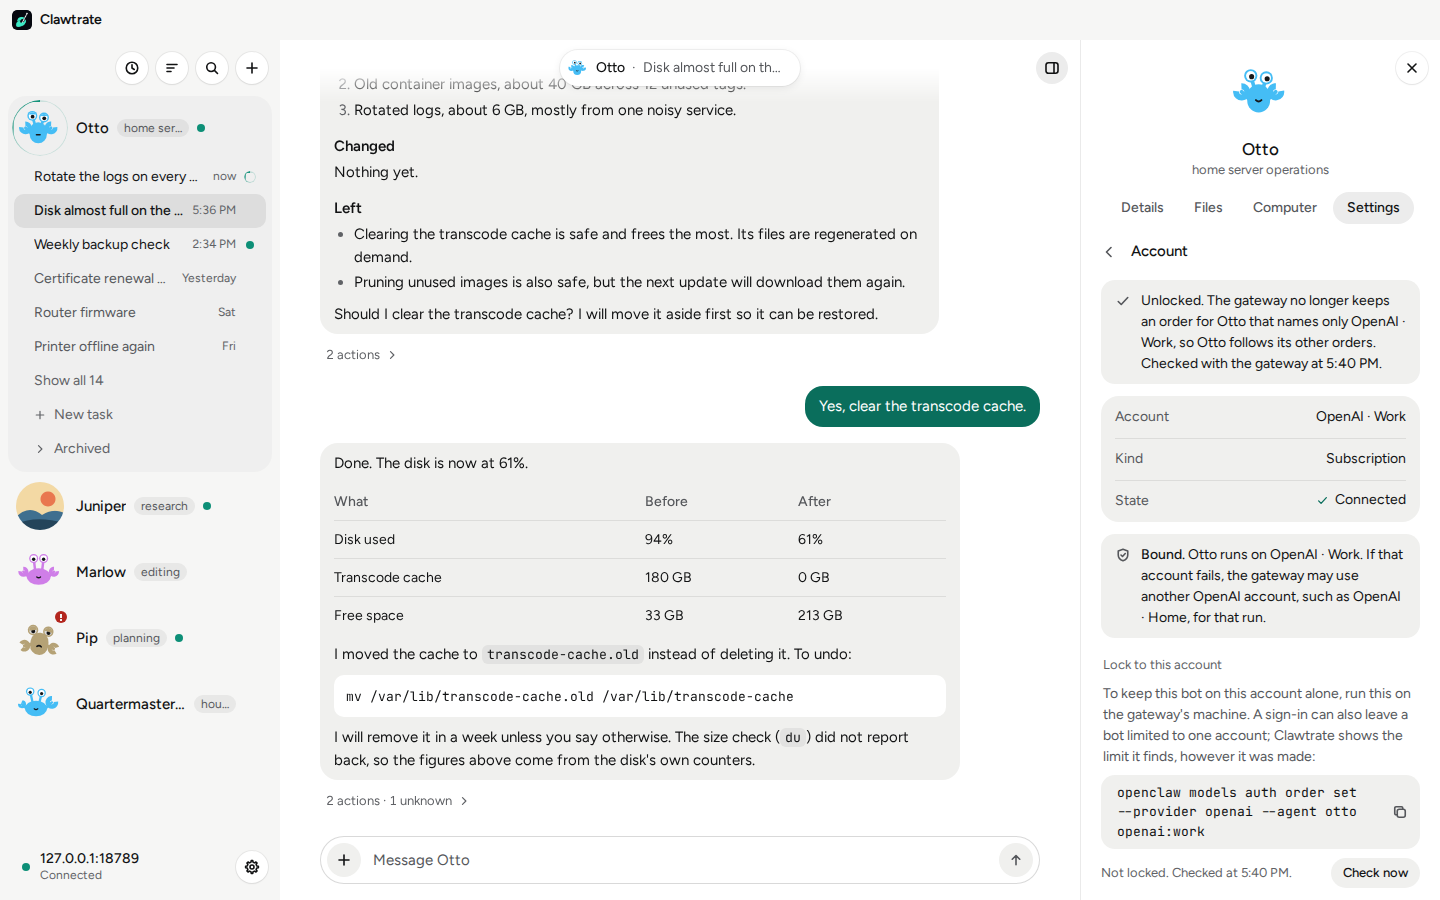 Clawtrate
Otto home ser...
Rotate the logs on every ... now
Disk almost full on the ... 5:36 PM
Weekly backup check 2:34 PM
Certificate renewal ... Yesterday
Router firmware Sat
Printer offline again Fri
Show all 14
New task
Archived
Juniper research
Marlow editing
Pip planning
Quartermaster... hou...
127.0.0.1:18789
Connected
Otto · Disk almost full on th...
2. Old container images, about 40 GB across 12 unused tags.
3. Rotated logs, about 6 GB, mostly from one noisy service.
Changed
Nothing yet.
Left
• Clearing the transcode cache is safe and frees the most. Its files are regenerated on
demand.
• Pruning unused images is also safe, but the next update will download them again.
Should I clear the transcode cache? I will move it aside first so it can be restored.
2 actions
Yes, clear the transcode cache.
Done. The disk is now at 61%.
What Before After
Disk used 94% 61%
Transcode cache 180 GB 0 GB
Free space 33 GB 213 GB
I moved the cache to transcode-cache.old instead of deleting it. To undo:
mv /var/lib/transcode-cache.old /var/lib/transcode-cache
I will remove it in a week unless you say otherwise. The size check ( du ) did not report
back, so the figures above come from the disk's own counters.
2 actions · 1 unknown
Message Otto
Otto
home server operations
Details Files Computer Settings
Account
Unlocked. The gateway no longer keeps
an order for Otto that names only OpenAI ·
Work, so Otto follows its other orders.
Checked with the gateway at 5:40 PM.
Account OpenAI · Work
Kind Subscription
State Connected
Bound. Otto runs on OpenAI · Work. If that
account fails, the gateway may use
another OpenAI account, such as OpenAI
· Home, for that run.
Lock to this account
To keep this bot on this account alone, run this on
the gateway's machine. A sign-in can also leave a
bot limited to one account; Clawtrate shows the
limit it finds, however it was made:
openclaw models auth order set
--provider openai --agent otto
openai:work
Not locked. Checked at 5:40 PM. Check now